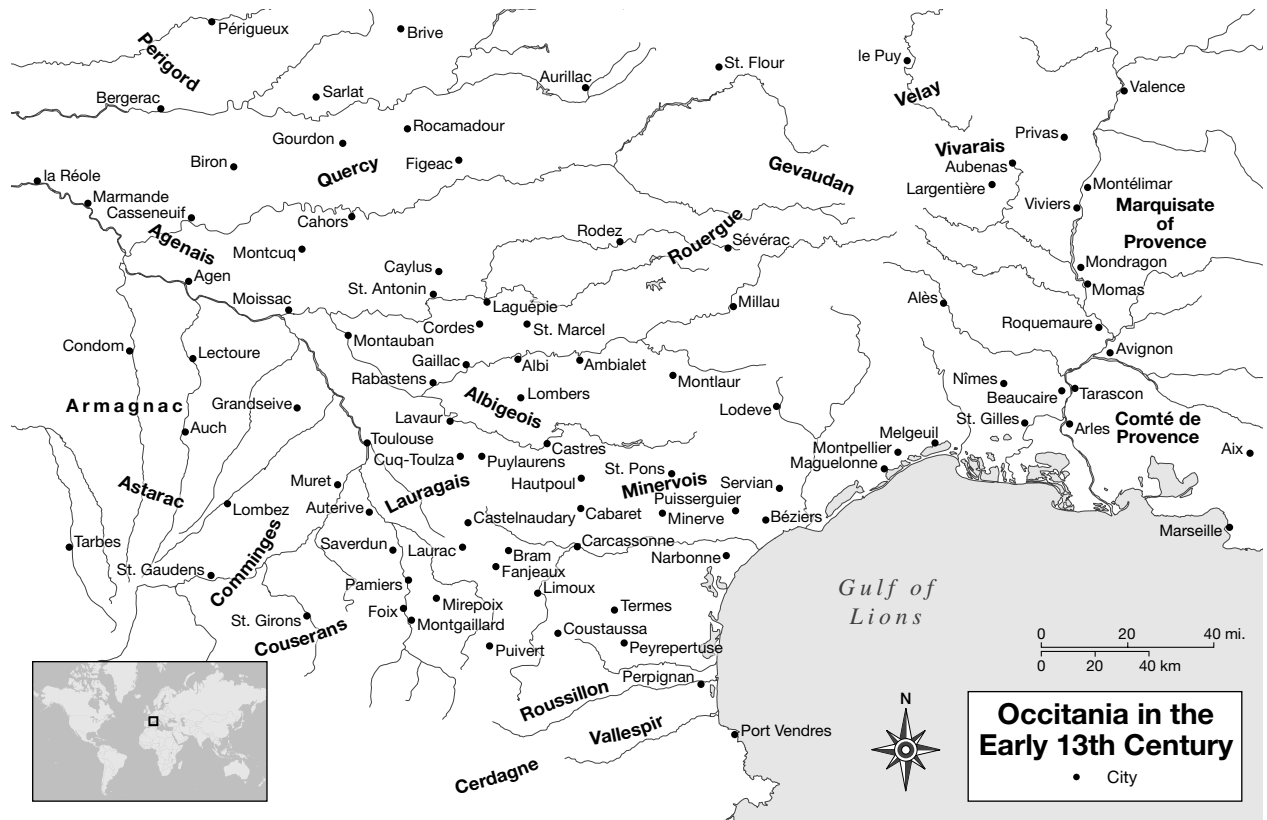 Périgueux
Brive
Perigord
St. Flour
le Puy
Aurillac
Velay
Valence
Bergerac
Sarlat
Rocamadour
Gourdon
Privas
Vivarais
Biron
Quercy
Figeac
Gevaudan
Aubenas
la Réole
Largentière
Montélimar
Marmande
Casseneuif
Cahors
Viviers
Marquisate
of
Provence
Agenais
Montcuq
Rodez
Rouergue
Sévérac
Caylus
Mondragon
Agen
St. Antonin
Momas
Moissac
Laguépie
Millau
Alès
Cordes
St. Marcel
Roquemaure
Montauban
Condom
Lectoure
Gaillac
Albi
Ambialet
Avignon
Rabastens
Montlaur
Nîmes
Beaucaire
Tarascon
Armagnac
Grandseive
Albigeois
Lombers
Lodeve
St. Gilles
Comté de
Provence
Lavaur
Auch
Arles
Toulouse
Castres
Melgeuil
Montpellier
Aix
Cuq-Toulza
Puylaurens
Maguelonne
St. Pons
Muret
Lauragais
Hautpoul
Minervois
Servian
Astarac
Puisserguier
Lombez
Auterive
Castelnaudary
Cabaret
Minerve
Béziers
Marseille
Tarbes
Comminges
Saverdun
Laurac
Bram
Carcassonne
Narbonne
St. Gaudens
Fanjeaux
Pamiers
Limoux
Gulf of
Lions
Mirepoix
Termes
Foix
St. Girons
Montgaillard
Couserans
Coustaussa
Puivert
Peyrepertuse
0 20 40 mi.
0 20 40 km
Perpignan
Roussillon
Vallespir
Port Vendres
Cerdagne
N
Occitania in the
Early 13th Century
City